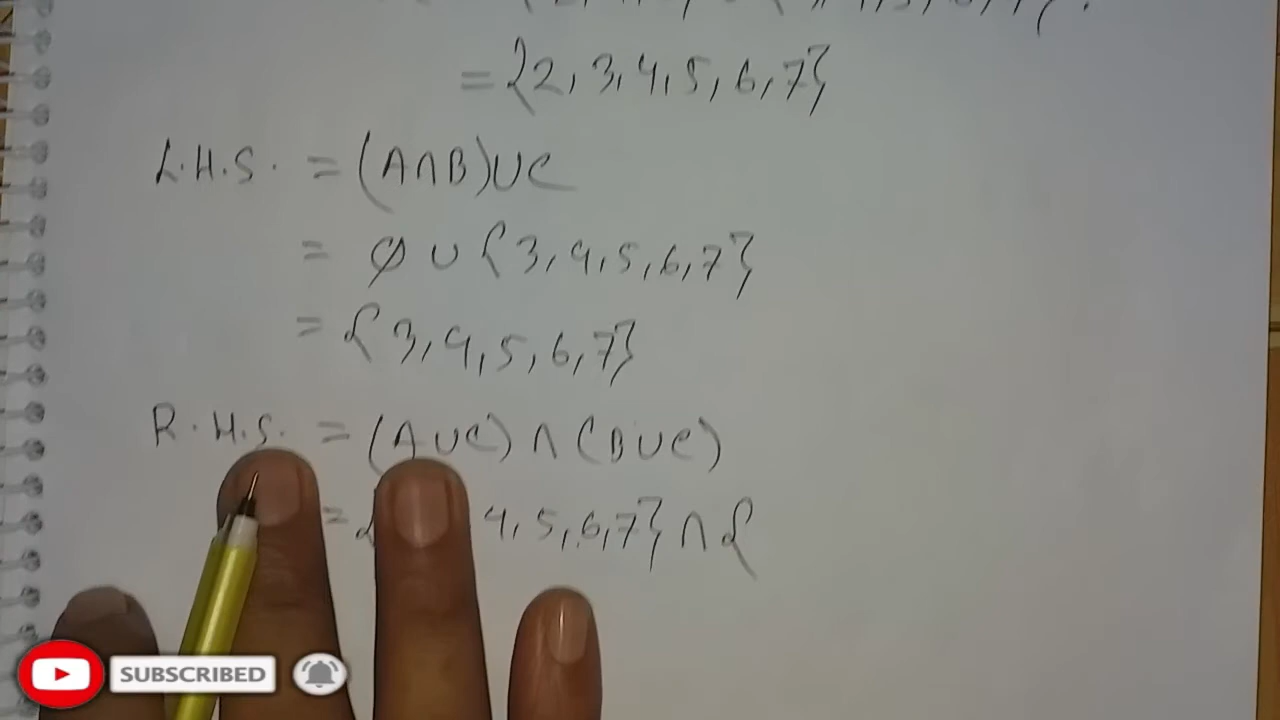 = {2, 3, 4, 5, 6, 7}
L.H.S. = (A∩B)∪C
= ∅ ∪ {3, 4, 5, 6, 7}
= {3, 4, 5, 6, 7}
R.H.S. = (A∪C) ∩ (B∪C)
= { 4, 5, 6, 7} ∩ {
SUBSCRIBED